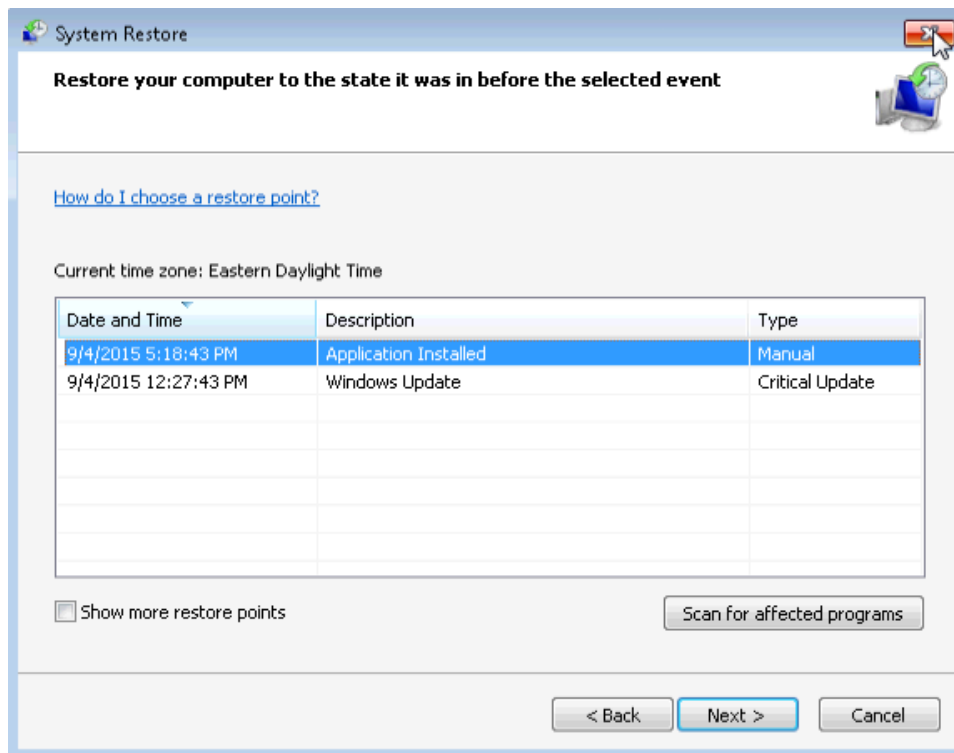 System Restore
Restore your computer to the state it was in before the selected event
How do I choose a restore point?
Current time zone: Eastern Daylight Time
Date and Time Description Type
9/4/2015 5:18:43 PM Application Installed Manual
9/4/2015 12:27:43 PM Windows Update Critical Update
Show more restore points Scan for affected programs
< Back Next > Cancel